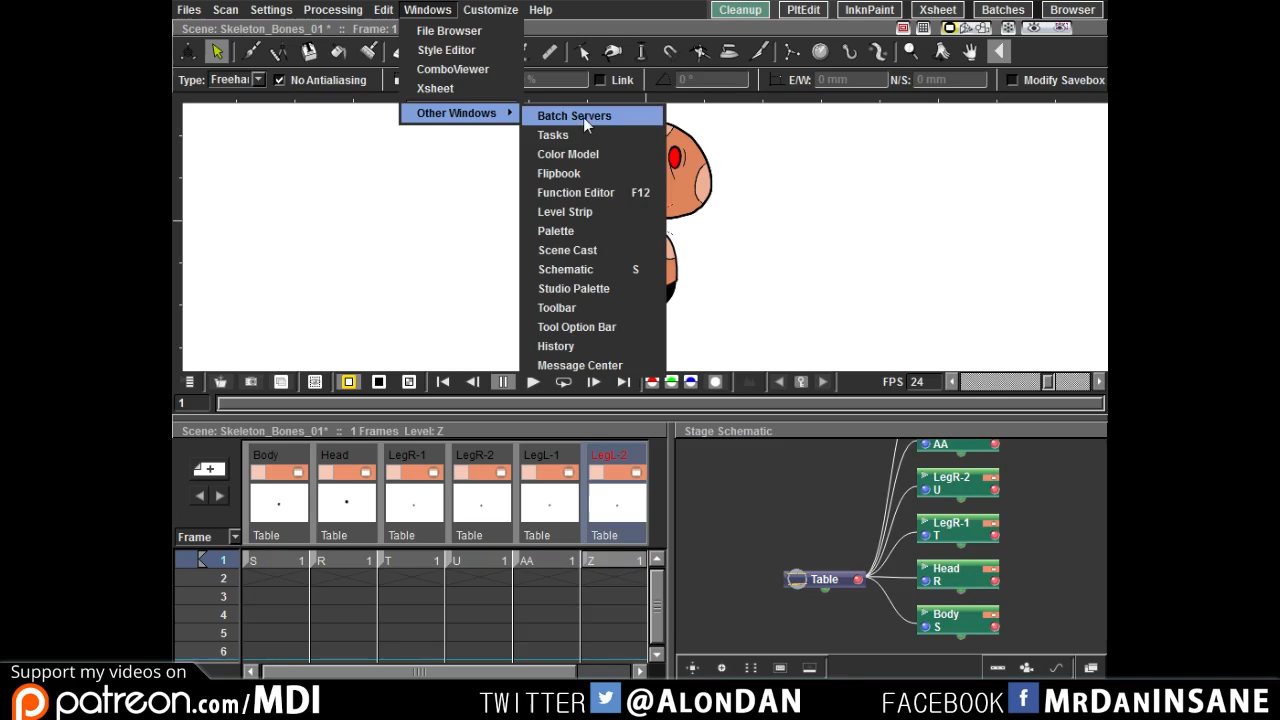 Files Scan Settings Processing Edit Windows Customize Help Cleanup PltEdit InknPaint Xsheet Batches Browser
Scene: Skeleton_Bones_01 * :: Frame: 1
Type: Freehar No Antialiasing % Link 0 ° E/W: 0 mm N/S: 0 mm Modify Savebox
File Browser
Style Editor
ComboViewer
Xsheet
Other Windows
Batch Servers
Tasks
Color Model
Flipbook
Function Editor F12
Level Strip
Palette
Scene Cast
Schematic S
Studio Palette
Toolbar
Tool Option Bar
History
Message Center
FPS 24
1
Scene: Skeleton_Bones_01* :: 1 Frames Level: Z
Body Head LegR-1 LegR-2 LegL-1 LegL-2
Table Table Table Table Table Table
Frame
1 S 1 R 1 T 1 U 1 AA 1 Z 1
2
3
4
5
6
Stage Schematic
AA
LegR-2
U
LegR-1
T
Head
R
Table
Body
S
Support my videos on
patreon.com/MDI TWITTER @AlonDAN FACEBOOK MrDanINSANE